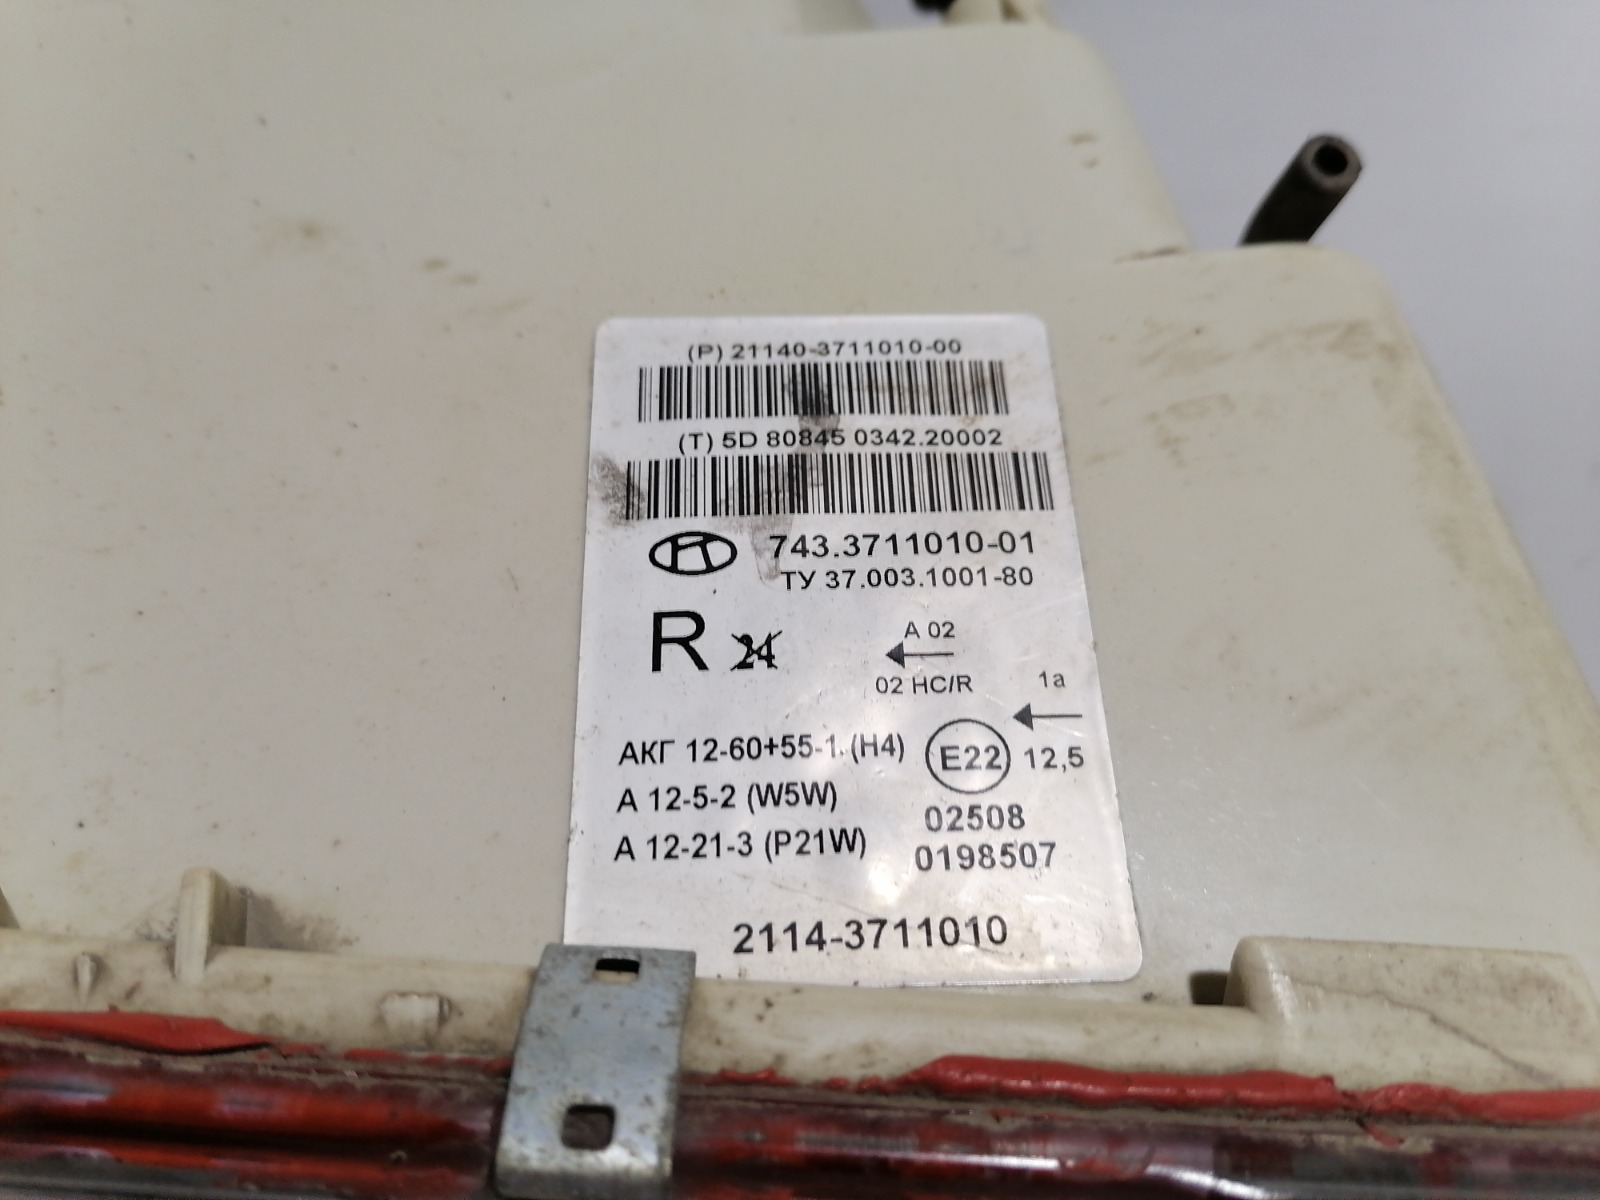 (P) 21140-3711010-00
(T) 5D 80845 0342.20002
743.3711010-01
ТУ 37.003.1001-80
R 24
A 02
02 HC/R
1a
АКГ 12-60+55-1 (H4)
E22
12,5
А 12-5-2 (W5W)
02508
А 12-21-3 (P21W)
0198507
2114-3711010